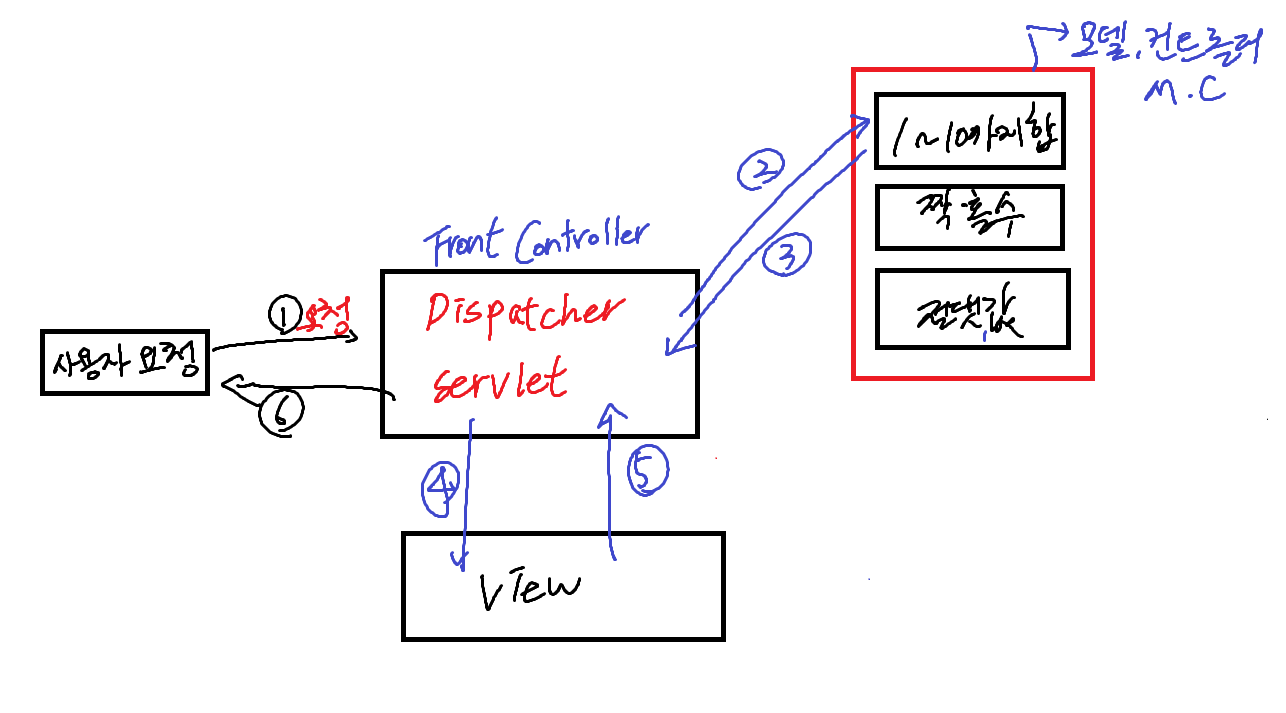 모델, 컨트롤러
M.C
1~10까지합
짝·홀수
절댓값
②
③
Front Controller
Dispatcher
servlet
① 요청
사용자 요청
⑥
④
⑤
View